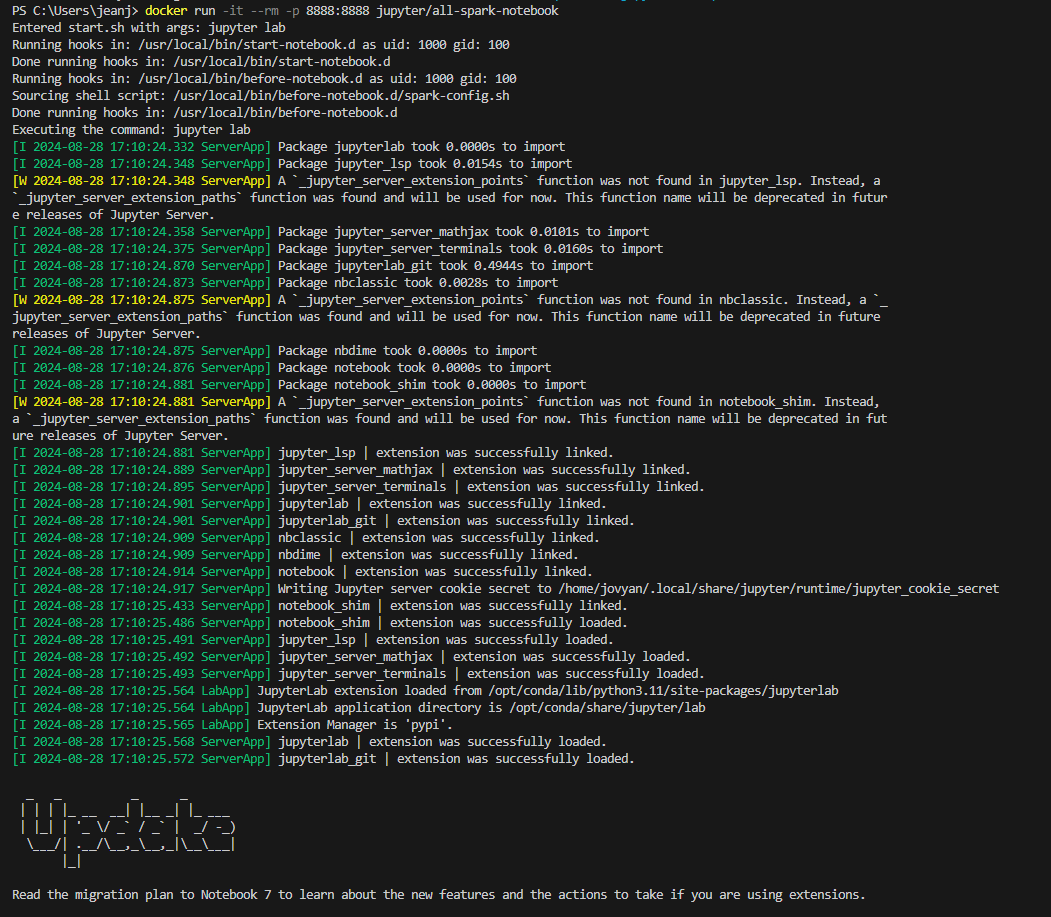 PS C:\Users\jeanj> docker run -it --rm -p 8888:8888 jupyter/all-spark-notebook
Entered start.sh with args: jupyter lab
Running hooks in: /usr/local/bin/start-notebook.d as uid: 1000 gid: 100
Done running hooks in: /usr/local/bin/start-notebook.d
Running hooks in: /usr/local/bin/before-notebook.d as uid: 1000 gid: 100
Sourcing shell script: /usr/local/bin/before-notebook.d/spark-config.sh
Done running hooks in: /usr/local/bin/before-notebook.d
Executing the command: jupyter lab
[I 2024-08-28 17:10:24.332 ServerApp] Package jupyterlab took 0.0000s to import
[I 2024-08-28 17:10:24.348 ServerApp] Package jupyter_lsp took 0.0154s to import
[W 2024-08-28 17:10:24.348 ServerApp] A `_jupyter_server_extension_points` function was not found in jupyter_lsp. Instead, a
`_jupyter_server_extension_paths` function was found and will be used for now. This function name will be deprecated in futur
e releases of Jupyter Server.
[I 2024-08-28 17:10:24.358 ServerApp] Package jupyter_server_mathjax took 0.0101s to import
[I 2024-08-28 17:10:24.375 ServerApp] Package jupyter_server_terminals took 0.0160s to import
[I 2024-08-28 17:10:24.870 ServerApp] Package jupyterlab_git took 0.4944s to import
[I 2024-08-28 17:10:24.873 ServerApp] Package nbclassic took 0.0028s to import
[W 2024-08-28 17:10:24.875 ServerApp] A `_jupyter_server_extension_points` function was not found in nbclassic. Instead, a `_
jupyter_server_extension_paths` function was found and will be used for now. This function name will be deprecated in future
releases of Jupyter Server.
[I 2024-08-28 17:10:24.875 ServerApp] Package nbdime took 0.0000s to import
[I 2024-08-28 17:10:24.876 ServerApp] Package notebook took 0.0000s to import
[I 2024-08-28 17:10:24.881 ServerApp] Package notebook_shim took 0.0000s to import
[W 2024-08-28 17:10:24.881 ServerApp] A `_jupyter_server_extension_points` function was not found in notebook_shim. Instead,
a `_jupyter_server_extension_paths` function was found and will be used for now. This function name will be deprecated in fut
ure releases of Jupyter Server.
[I 2024-08-28 17:10:24.881 ServerApp] jupyter_lsp | extension was successfully linked.
[I 2024-08-28 17:10:24.889 ServerApp] jupyter_server_mathjax | extension was successfully linked.
[I 2024-08-28 17:10:24.895 ServerApp] jupyter_server_terminals | extension was successfully linked.
[I 2024-08-28 17:10:24.901 ServerApp] jupyterlab | extension was successfully linked.
[I 2024-08-28 17:10:24.901 ServerApp] jupyterlab_git | extension was successfully linked.
[I 2024-08-28 17:10:24.909 ServerApp] nbclassic | extension was successfully linked.
[I 2024-08-28 17:10:24.909 ServerApp] nbdime | extension was successfully linked.
[I 2024-08-28 17:10:24.914 ServerApp] notebook | extension was successfully linked.
[I 2024-08-28 17:10:24.917 ServerApp] Writing Jupyter server cookie secret to /home/jovyan/.local/share/jupyter/runtime/jupyter_cookie_secret
[I 2024-08-28 17:10:25.433 ServerApp] notebook_shim | extension was successfully linked.
[I 2024-08-28 17:10:25.486 ServerApp] notebook_shim | extension was successfully loaded.
[I 2024-08-28 17:10:25.491 ServerApp] jupyter_lsp | extension was successfully loaded.
[I 2024-08-28 17:10:25.492 ServerApp] jupyter_server_mathjax | extension was successfully loaded.
[I 2024-08-28 17:10:25.493 ServerApp] jupyter_server_terminals | extension was successfully loaded.
[I 2024-08-28 17:10:25.564 LabApp] JupyterLab extension loaded from /opt/conda/lib/python3.11/site-packages/jupyterlab
[I 2024-08-28 17:10:25.564 LabApp] JupyterLab application directory is /opt/conda/share/jupyter/lab
[I 2024-08-28 17:10:25.565 LabApp] Extension Manager is 'pypi'.
[I 2024-08-28 17:10:25.568 ServerApp] jupyterlab | extension was successfully loaded.
[I 2024-08-28 17:10:25.572 ServerApp] jupyterlab_git | extension was successfully loaded.
Update
Read the migration plan to Notebook 7 to learn about the new features and the actions to take if you are using extensions.